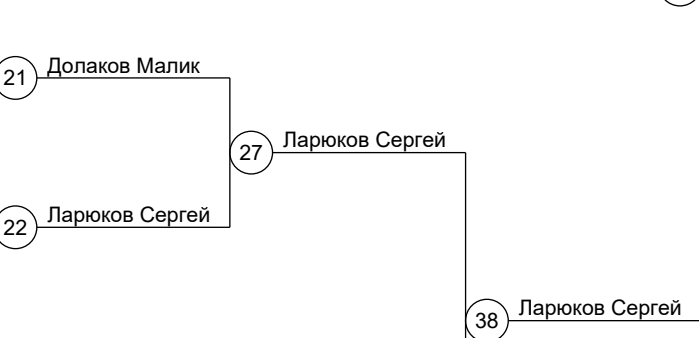 21 Долаков Малик
27 Ларюков Сергей
22 Ларюков Сергей
38 Ларюков Сергей